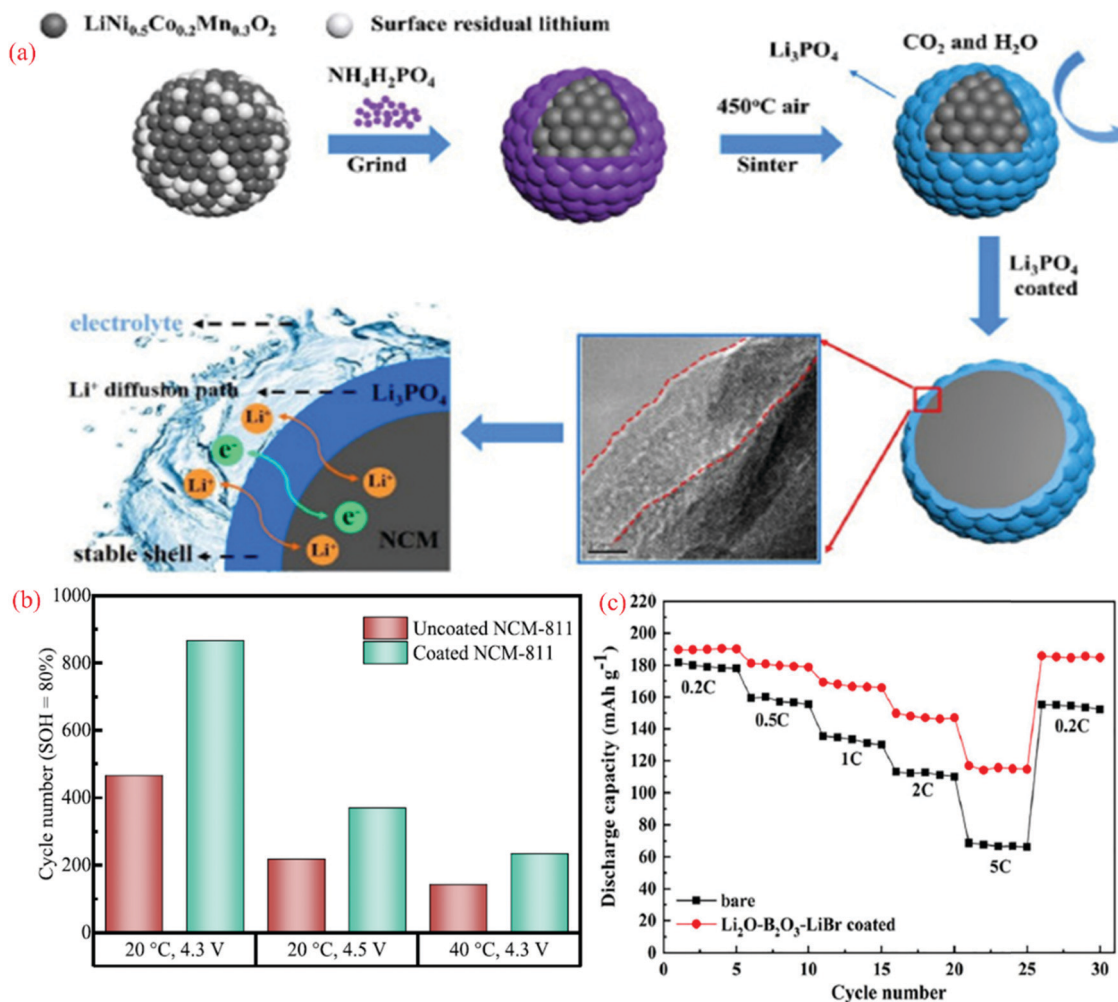 (a)
LiNi0.5Co0.2Mn0.3O2
Surface residual lithium
NH4H2PO4
Grind
450°C air
Sinter
Li3PO4
CO2 and H2O
Li3PO4
coated
electrolyte
Li+ diffusion path
Li3PO4
Li+
e-
Li+
Li+
e-
Li+
NCM
stable shell
(b)
Cycle number (SOH = 80%)
1000
800
600
400
200
0
Uncoated NCM-811
Coated NCM-811
20 °C, 4.3 V
20 °C, 4.5 V
40 °C, 4.3 V
(c)
Discharge capacity (mAh g-1)
220
200
180
160
140
120
100
80
60
40
20
0
0.2C
0.5C
1C
2C
5C
0.2C
bare
Li2O-B2O3-LiBr coated
0 5 10 15 20 25 30
Cycle number